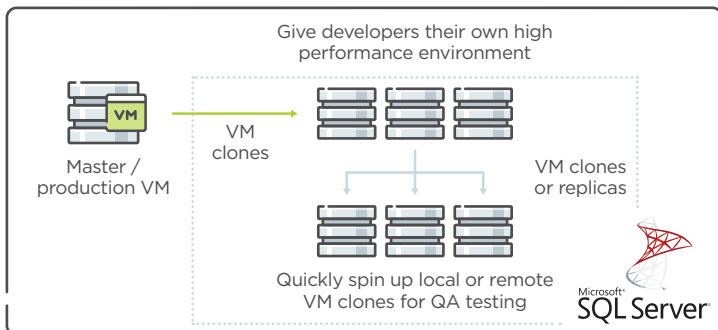 Give developers their own high
performance environment
VM
VM
clones
Master /
production VM
VM clones
or replicas
Quickly spin up local or remote
VM clones for QA testing
Microsoft®
SQL Server®